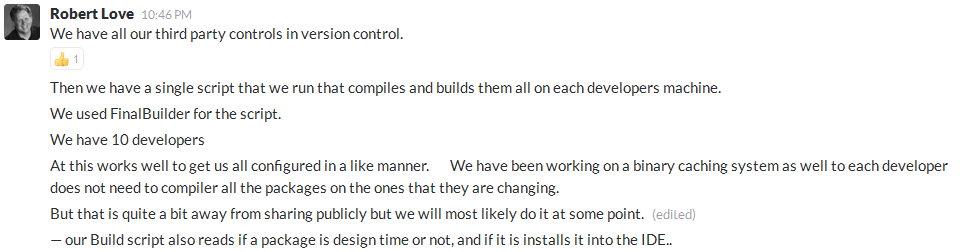 Robert Love 10:46 PM
We have all our third party controls in version control.
1
Then we have a single script that we run that compiles and builds them all on each developers machine.
We used FinalBuilder for the script.
We have 10 developers
At this works well to get us all configured in a like manner. We have been working on a binary caching system as well to each developer
does not need to compiler all the packages on the ones that they are changing.
But that is quite a bit away from sharing publicly but we will most likely do it at some point. (edited)
— our Build script also reads if a package is design time or not, and if it is installs it into the IDE..